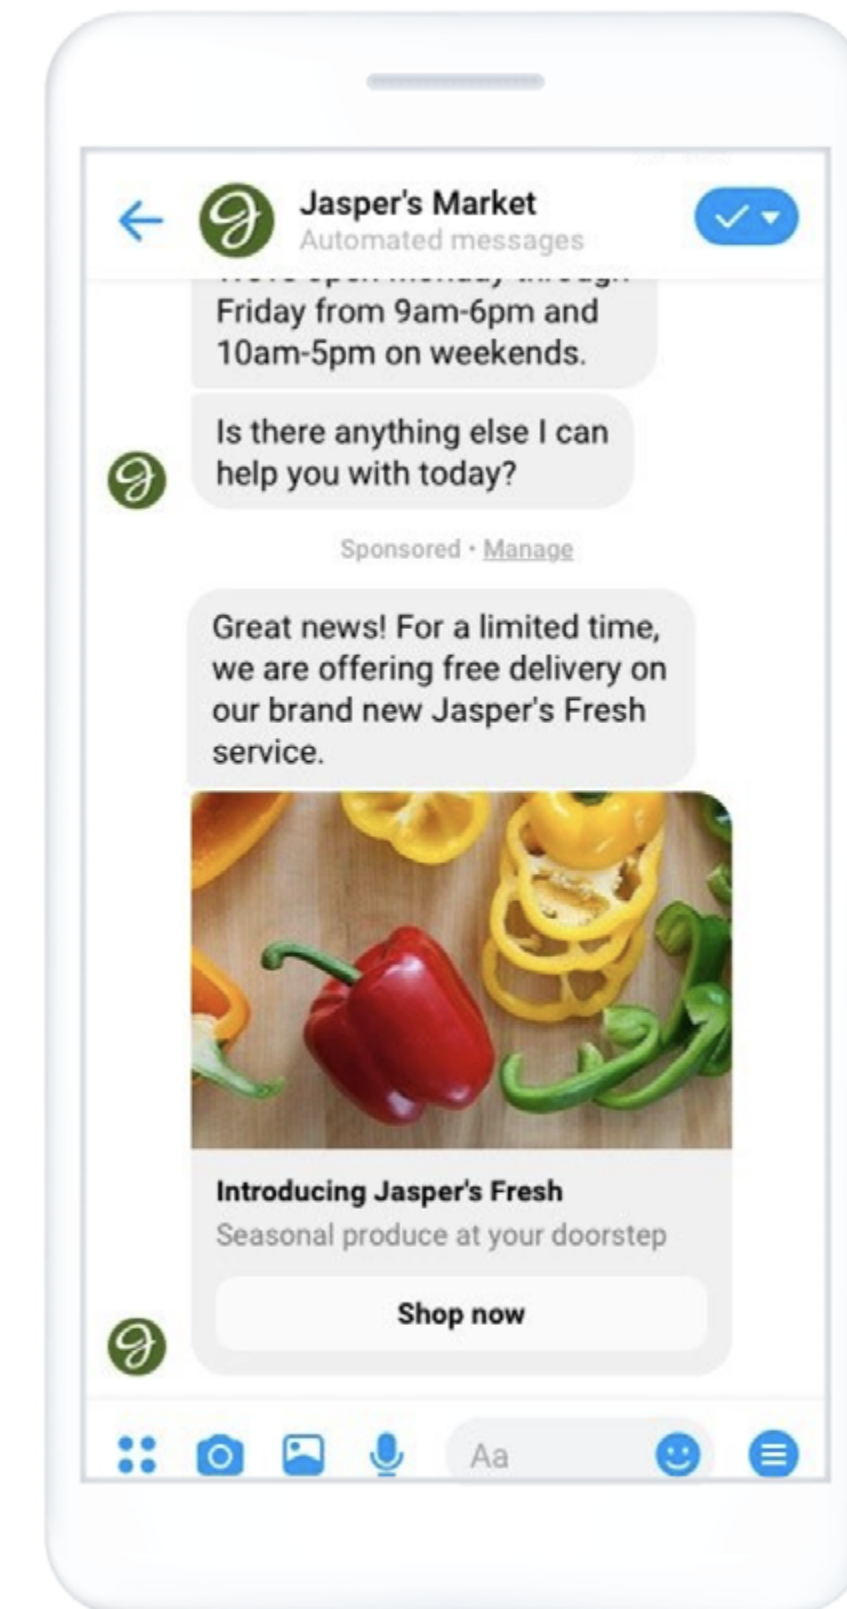 Jasper's Market
Automated messages
Friday from 9am-6pm and
10am-5pm on weekends.
Is there anything else I can
help you with today?
Sponsored · Manage
Great news! For a limited time,
we are offering free delivery on
our brand new Jasper's Fresh
service.
Introducing Jasper's Fresh
Seasonal produce at your doorstep
Shop now
Aa